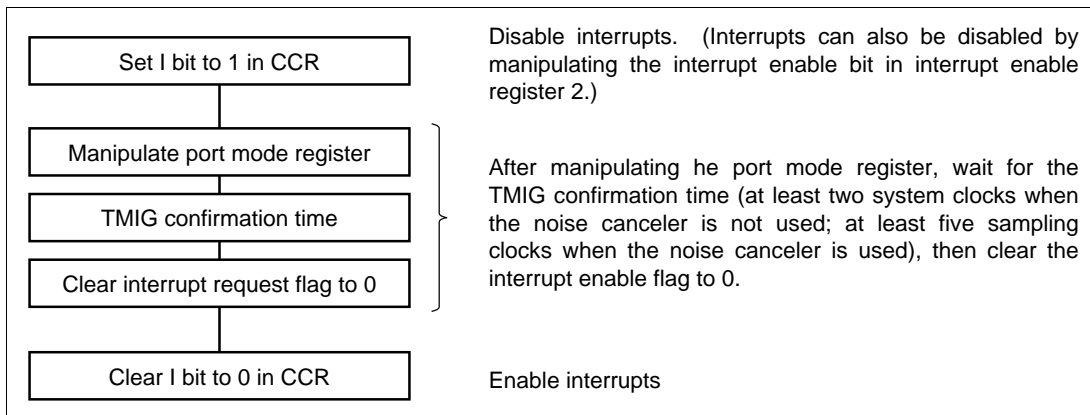 Set I bit to 1 in CCR
Disable interrupts. (Interrupts can also be disabled by
manipulating the interrupt enable bit in interrupt enable
register 2.)
Manipulate port mode register
TMIG confirmation time
Clear interrupt request flag to 0
After manipulating he port mode register, wait for the
TMIG confirmation time (at least two system clocks when
the noise canceler is not used; at least five sampling
clocks when the noise canceler is used), then clear the
interrupt enable flag to 0.
Clear I bit to 0 in CCR
Enable interrupts